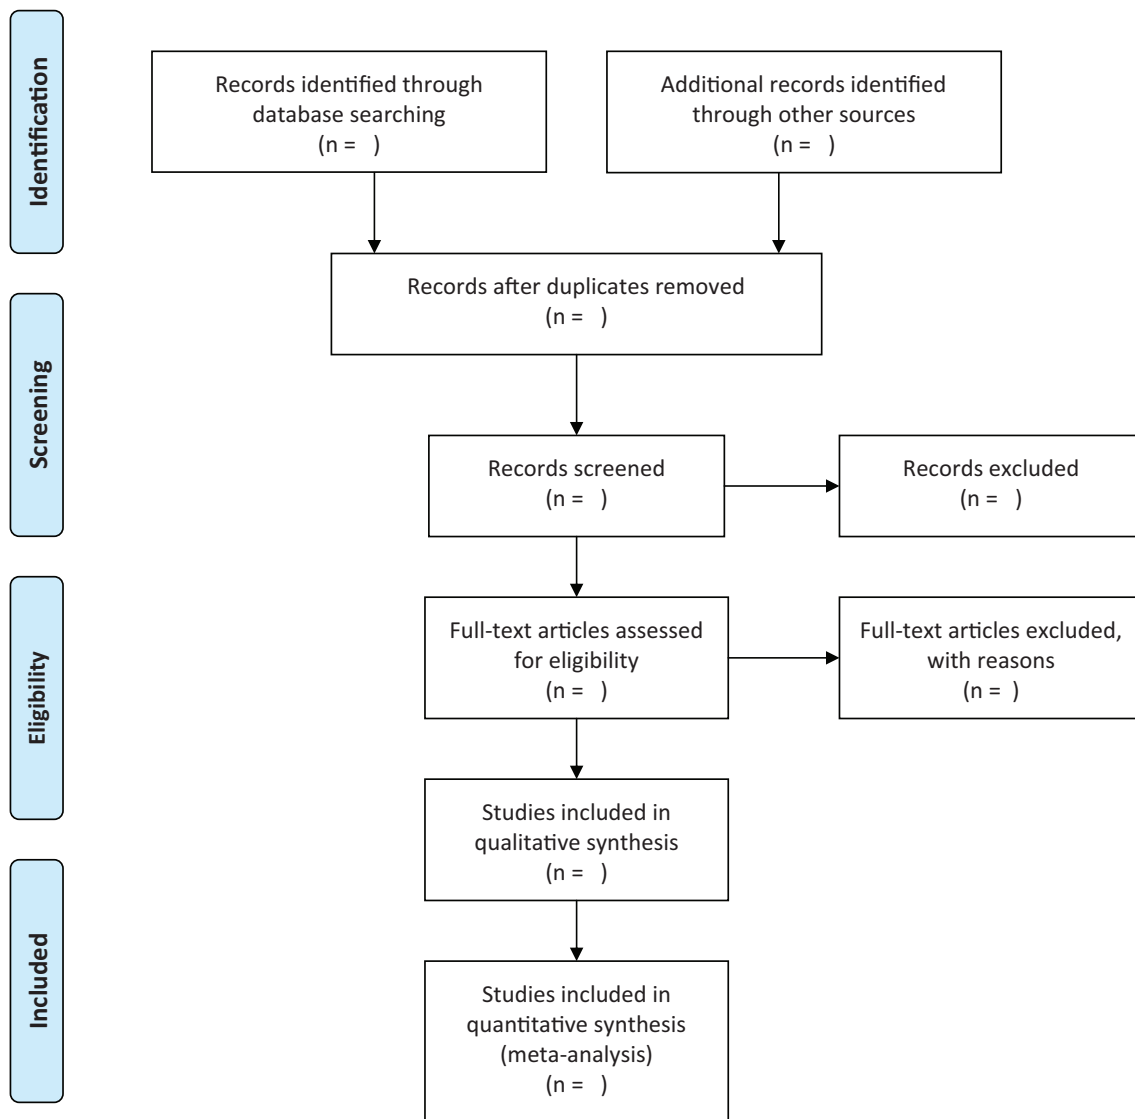 Identification
Records identified through
database searching
(n =   )
Additional records identified
through other sources
(n =   )
Screening
Records after duplicates removed
(n =   )
Records screened
(n =   )
Records excluded
(n =   )
Eligibility
Full-text articles assessed
for eligibility
(n =   )
Full-text articles excluded,
with reasons
(n =  )
Studies included in
qualitative synthesis
(n =   )
Included
Studies included in
quantitative synthesis
(meta-analysis)
(n =   )